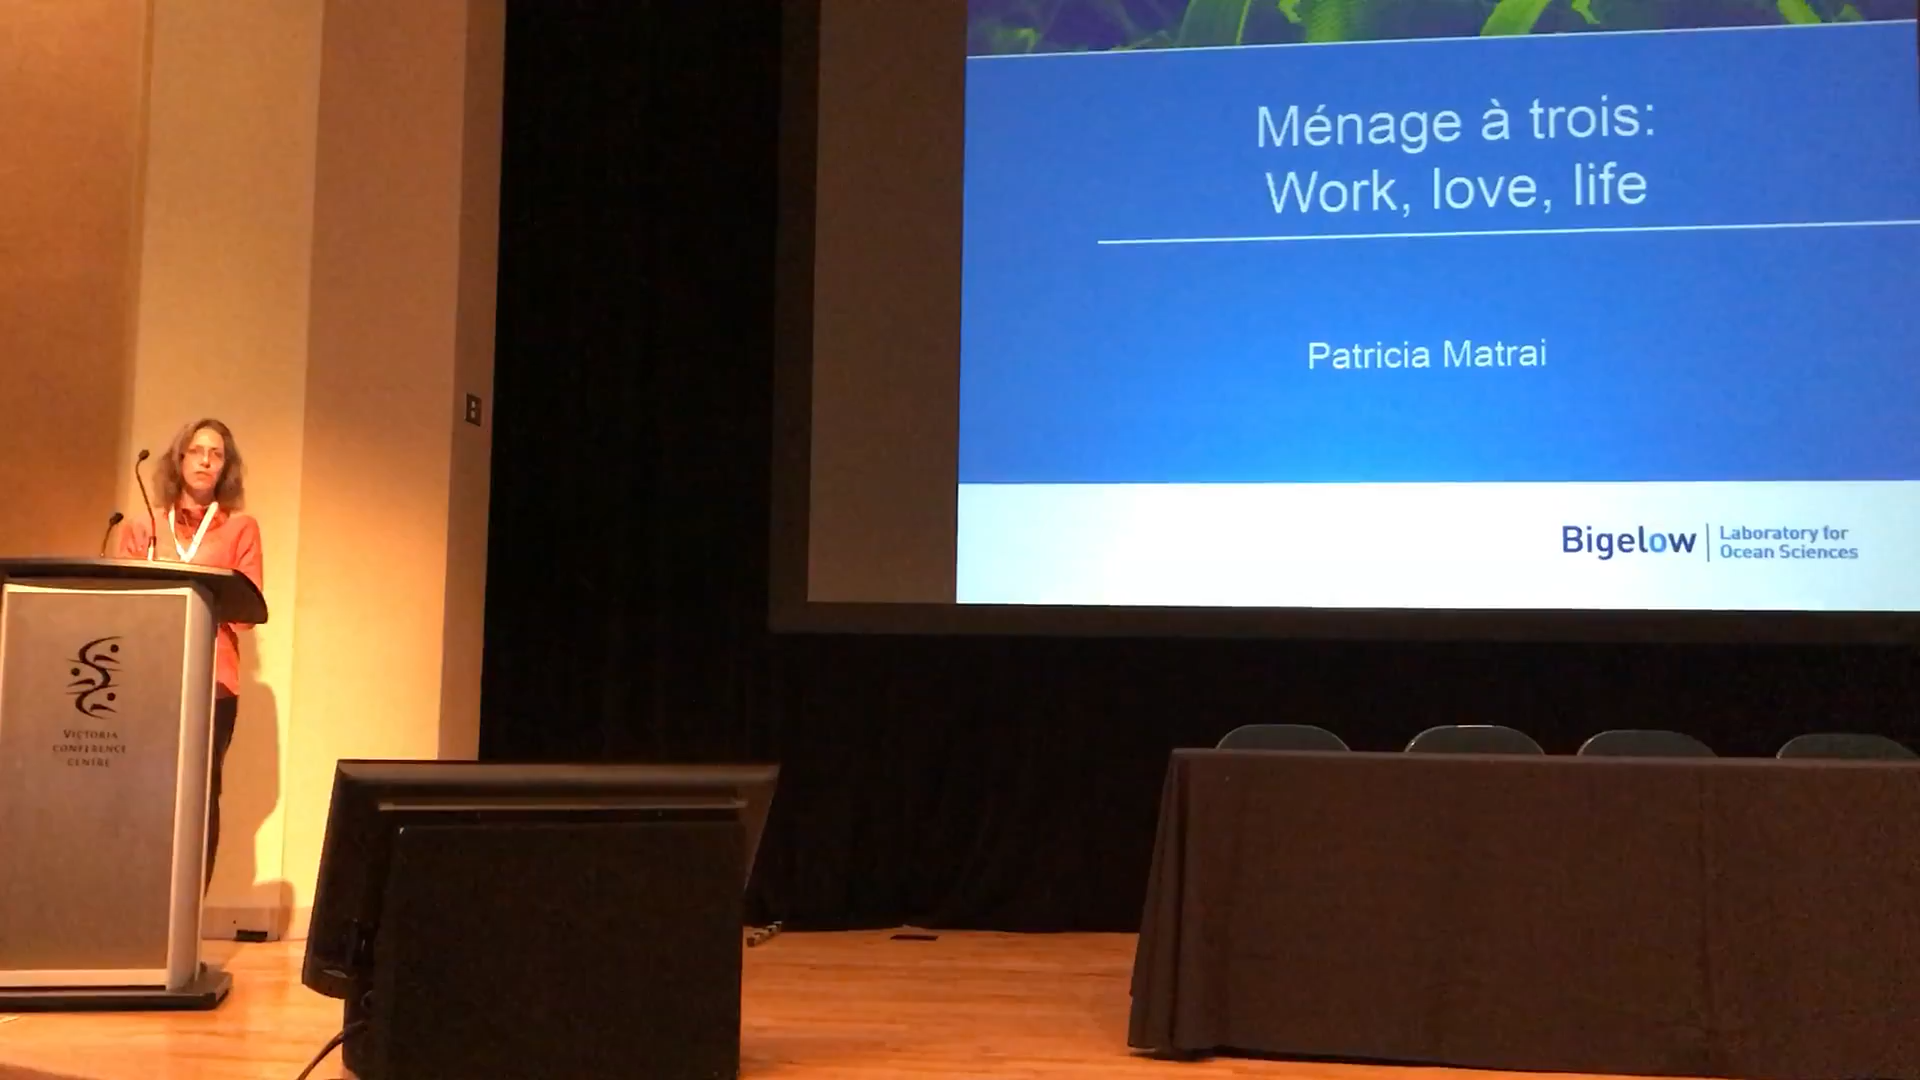 Ménage à trois:
Work, love, life
Patricia Matrai
Bigelow
Laboratory for
Ocean Sciences
VICTORIA
CONFERENCE
CENTRE